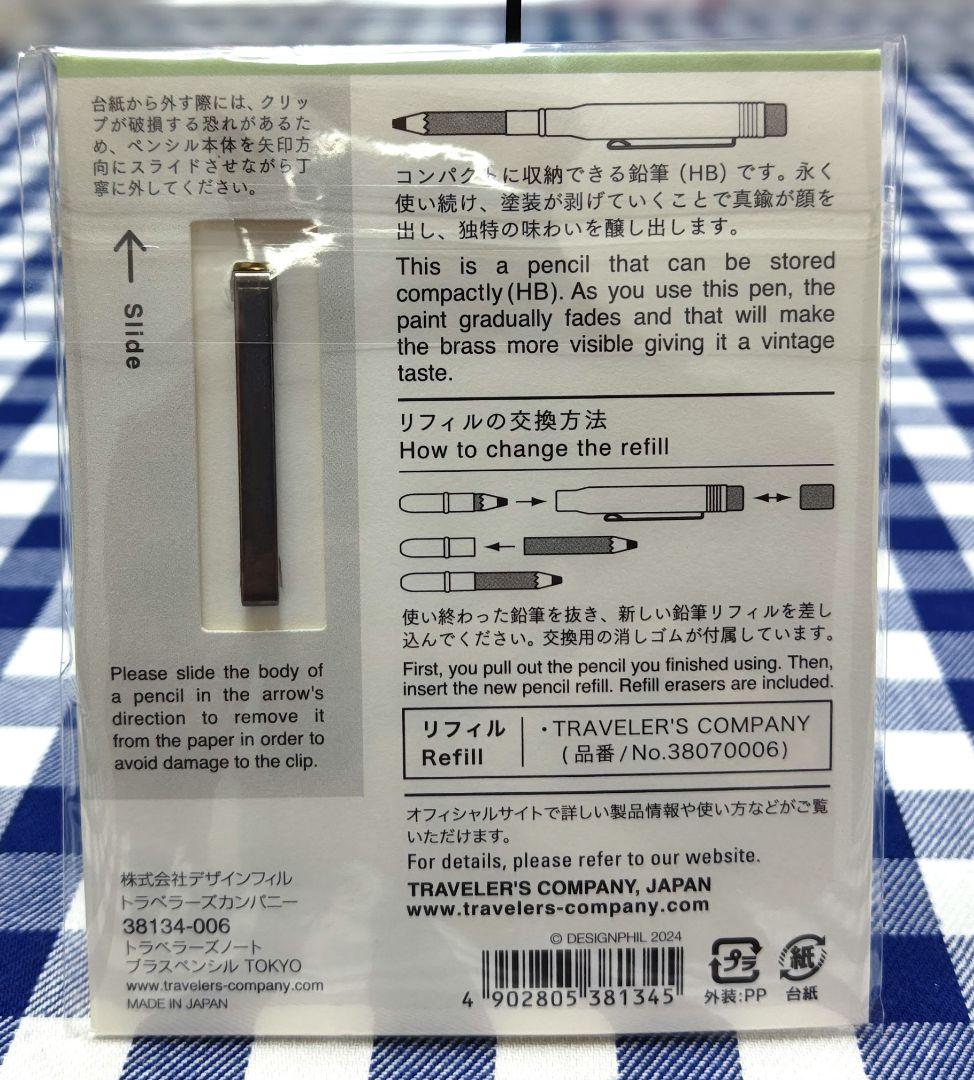 台紙から外す際には、クリッ
プが破損する恐れがあるた
め、ペンシル本体を矢印方
向にスライドさせながら丁
寧に外してください。
Slide
Please slide the body of
a pencil in the arrow's
direction to remove it
from the paper in order to
avoid damage to the clip.
株式会社デザインフィル
トラベラーズカンパニー
38134-006
トラベラーズノート
ブラスペンシル TOKYO
www.travelers-company.com
MADE IN JAPAN
コンパクトに収納できる鉛筆（HB）です。永く
使い続け、塗装が剥げていくことで真鍮が顔を
出し、独特の味わいを醸し出します。
This is a pencil that can be stored
compactly(HB). As you use this pen, the
paint gradually fades and that will make
the brass more visible giving it a vintage
taste.
リフィルの交換方法
How to change the refill
使い終わった鉛筆を抜き、新しい鉛筆リフィルを差し
込んでください。交換用の消しゴムが付属しています。
First, you pull out the pencil you finished using. Then,
insert the new pencil refill. Refill erasers are included.
リフィル
Refill
・TRAVELER'S COMPANY
(品番/No.38070006)
オフィシャルサイトで詳しい製品情報や使い方などがご覧
いただけます。
For details, please refer to our website.
TRAVELER'S COMPANY, JAPAN
www.travelers-company.com
© DESIGNPHIL 2024
4 902805 381345
プラ
外装:PP
紙
台紙